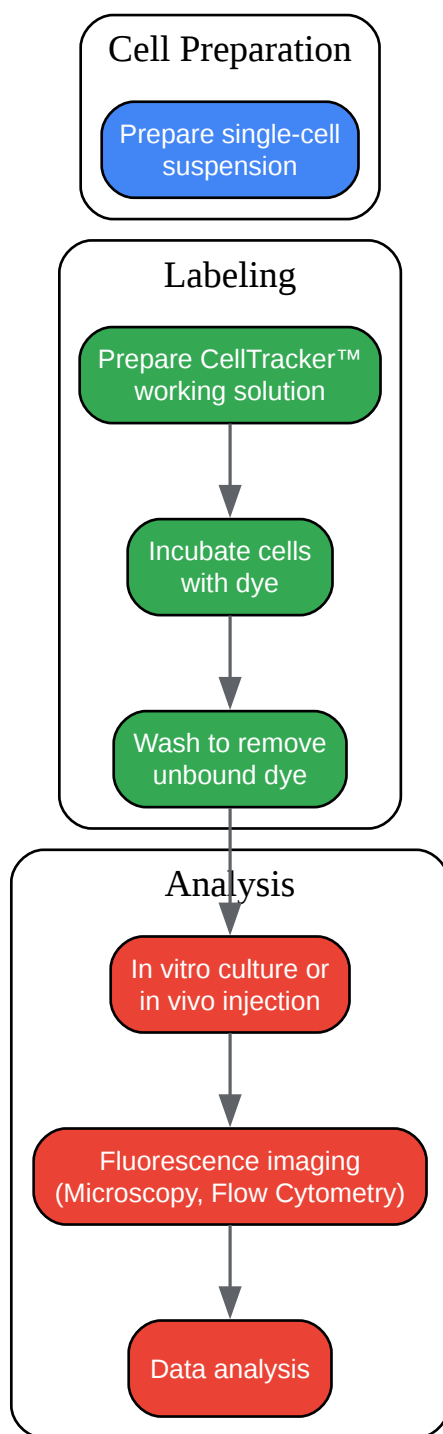 Cell Preparation
Prepare single-cell
suspension
Labeling
Prepare CellTracker™
working solution
Incubate cells
with dye
Wash to remove
unbound dye
Analysis
In vitro culture or
in vivo injection
Fluorescence imaging
(Microscopy, Flow Cytometry)
Data analysis